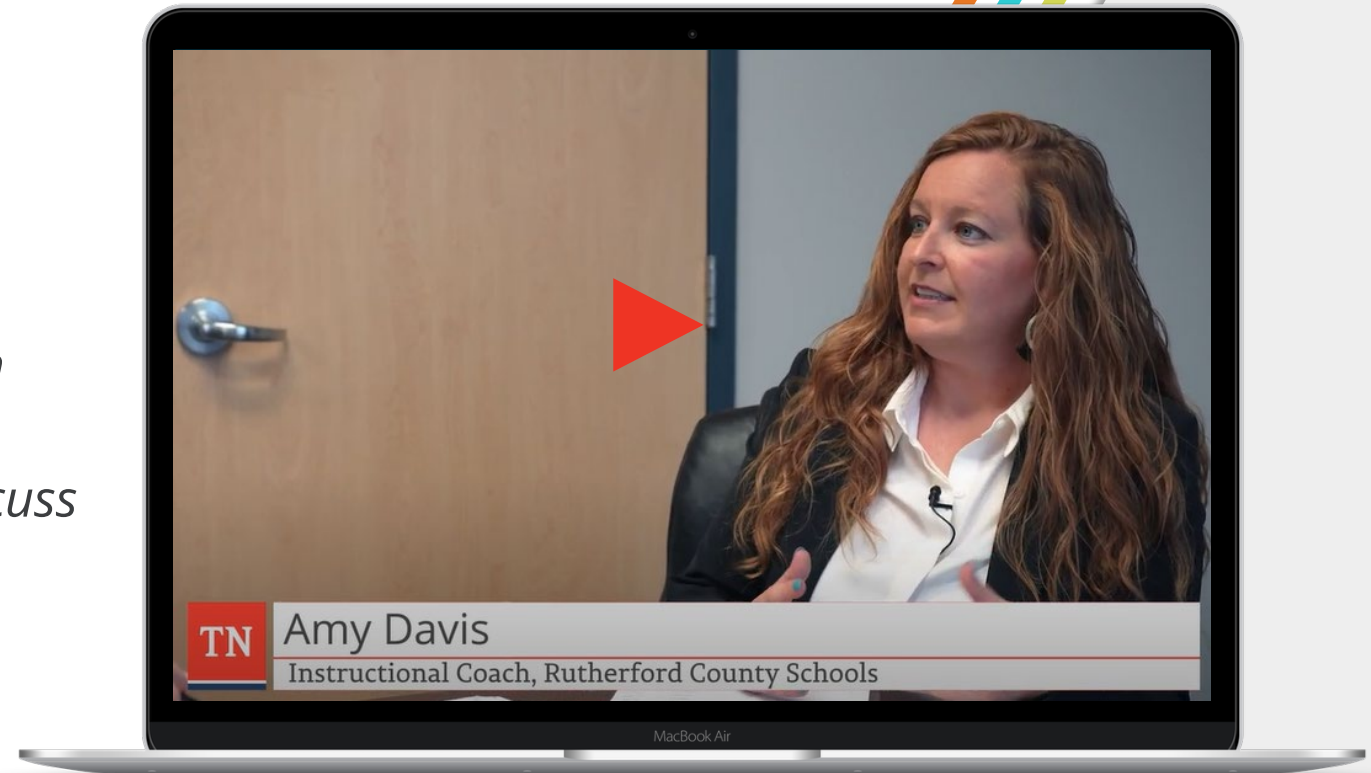 cuss
TN
Amy Davis
Instructional Coach, Rutherford County Schools
MacBook Air